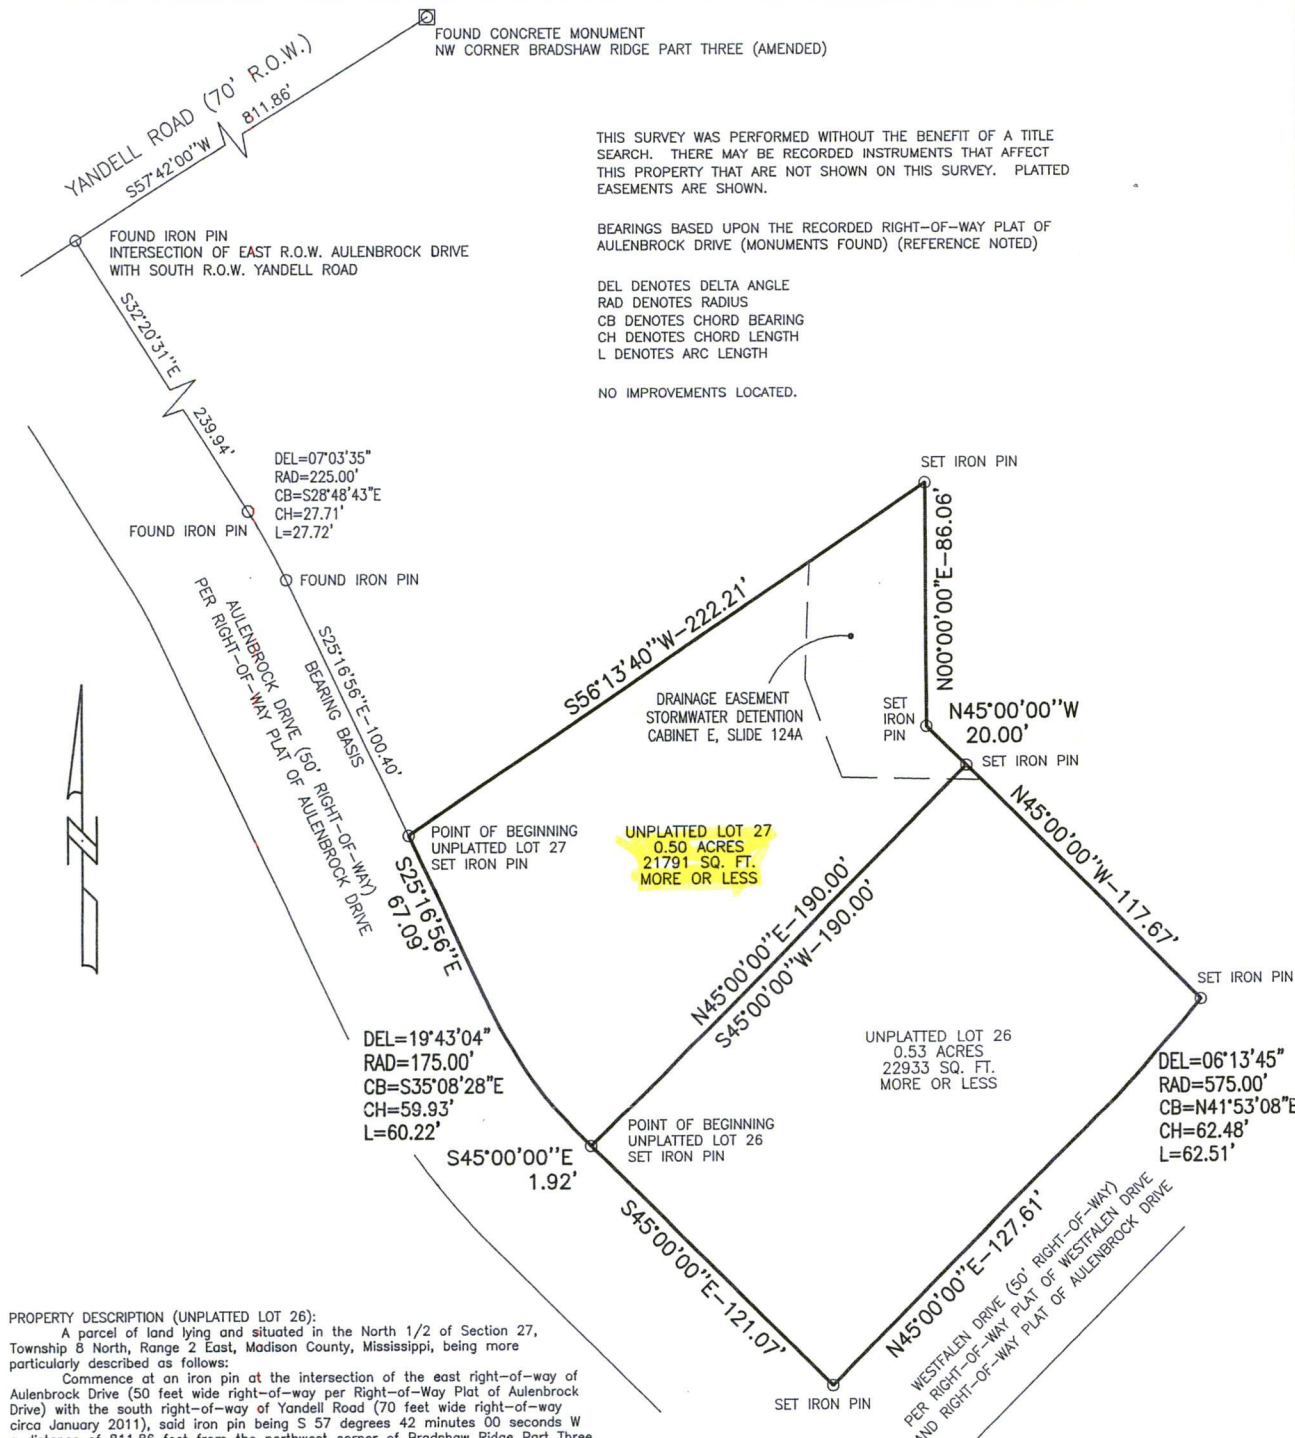 FOUND CONCRETE MONUMENT
NW CORNER BRADSHAW RIDGE PART THREE (AMENDED)
YANDELL ROAD (70' R.O.W.)
S57°42'00"W
811.86'
THIS SURVEY WAS PERFORMED WITHOUT THE BENEFIT OF A TITLE
SEARCH. THERE MAY BE RECORDED INSTRUMENTS THAT AFFECT
THIS PROPERTY THAT ARE NOT SHOWN ON THIS SURVEY. PLATTED
EASEMENTS ARE SHOWN.
BEARINGS BASED UPON THE RECORDED RIGHT-OF-WAY PLAT OF
AULENBROCK DRIVE (MONUMENTS FOUND) (REFERENCE NOTED)
DEL DENOTES DELTA ANGLE
RAD DENOTES RADIUS
CB DENOTES CHORD BEARING
CH DENOTES CHORD LENGTH
L DENOTES ARC LENGTH
NO IMPROVEMENTS LOCATED.
FOUND IRON PIN
INTERSECTION OF EAST R.O.W. AULENBROCK DRIVE
WITH SOUTH R.O.W. YANDELL ROAD
S32°20'31"E
239.94'
DEL=07°03'35"
RAD=225.00'
CB=S28°48'43"E
CH=27.71'
L=27.72'
FOUND IRON PIN
FOUND IRON PIN
AULENBROCK DRIVE (50' RIGHT-OF-WAY)
PER RIGHT-OF-WAY PLAT OF AULENBROCK DRIVE
S25°16'56"E-100.40'
BEARING BASIS
SET IRON PIN
S56°13'40"W-222.21'
N00°00'00"E-86.06'
DRAINAGE EASEMENT
STORMWATER DETENTION
CABINET E, SLIDE 124A
SET
IRON
PIN
N45°00'00"W
20.00'
SET IRON PIN
N45°00'00"W-117.67'
N
POINT OF BEGINNING
UNPLATTED LOT 27
SET IRON PIN
UNPLATTED LOT 27
0.50 ACRES
21791 SQ. FT.
MORE OR LESS
S25°16'56"E
67.09'
N45°00'00"E-190.00'
S45°00'00"W-190.00'
SET IRON PIN
UNPLATTED LOT 26
0.53 ACRES
22933 SQ. FT.
MORE OR LESS
DEL=19°43'04"
RAD=175.00'
CB=S35°08'28"E
CH=59.93'
L=60.22'
DEL=06°13'45"
RAD=575.00'
CB=N41°53'08"E
CH=62.48'
L=62.51'
POINT OF BEGINNING
UNPLATTED LOT 26
SET IRON PIN
S45°00'00"E
1.92'
S45°00'00"E-121.07'
N45°00'00"E-127.61'
SET IRON PIN
WESTFALEN DRIVE (50' RIGHT-OF-WAY)
PER RIGHT-OF-WAY PLAT OF WESTFALEN DRIVE
AND RIGHT-OF-WAY PLAT OF AULENBROCK DRIVE
PROPERTY DESCRIPTION (UNPLATTED LOT 26):
A parcel of land lying and situated in the North 1/2 of Section 27,
Township 8 North, Range 2 East, Madison County, Mississippi, being more
particularly described as follows:
Commence at an iron pin at the intersection of the east right-of-way of
Aulenbrock Drive (50 feet wide right-of-way per Right-of-Way Plat of Aulenbrock
Drive) with the south right-of-way of Yandell Road (70 feet wide right-of-way
circa January 2011), said iron pin being S 57 degrees 42 minutes 00 seconds W
a distance of 811.86 feet from the northwest corner of Bradshaw Ridge Part Three